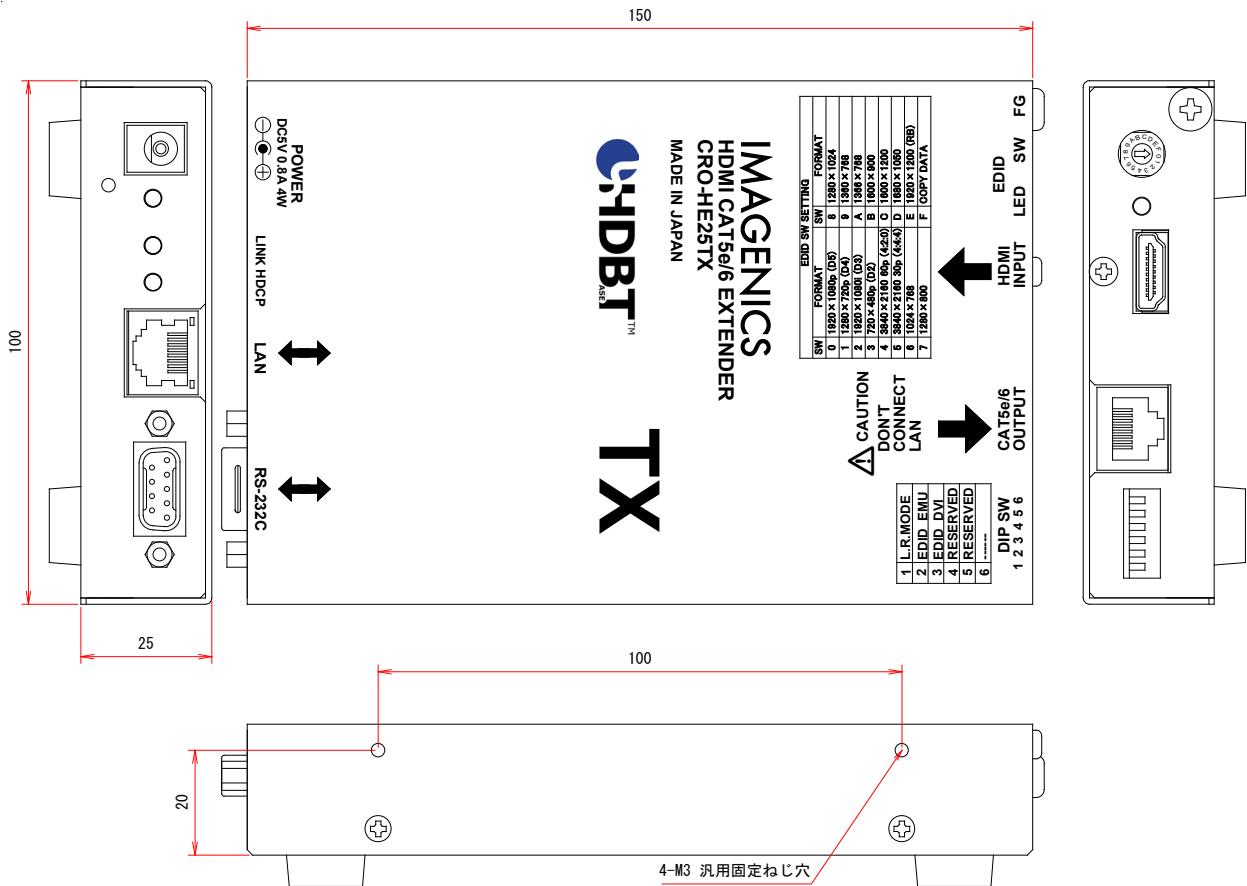 150
100
25
POWER
DC5V 0.8A 4W
LINK HDCP
LAN
RS-232C
HDBT™
ASE
IMAGENICS
HDMI CAT5e/6 EXTENDER
CRO-HE25TX
MADE IN JAPAN
TX
EDID SW SETTING
SW FORMAT SW FORMAT
0 1920×1080p (D5) 8 1280×1024
1 1280×720p (D4) 9 1360×768
2 1920×1080i (D3) A 1366×768
3 720×480p (D2) B 1600×900
4 3840×2160 60p (4:2:0) C 1600×1200
5 3840×2160 30p (4:4:4) D 1680×1050
6 1024×768 E 1920×1200 (RB)
7 1280×800 F COPY DATA
CAUTION
DON'T
CONNECT
LAN
1 L.R.MODE
2 EDID EMU
3 EDID DVI
4 RESERVED
5 RESERVED
6 ------
EDID
LED SW FG
HDMI
INPUT
CAT5e/6
OUTPUT
DIP SW
1 2 3 4 5 6
0123456789ABCDEF
100
20
4-M3 汎用固定ねじ穴